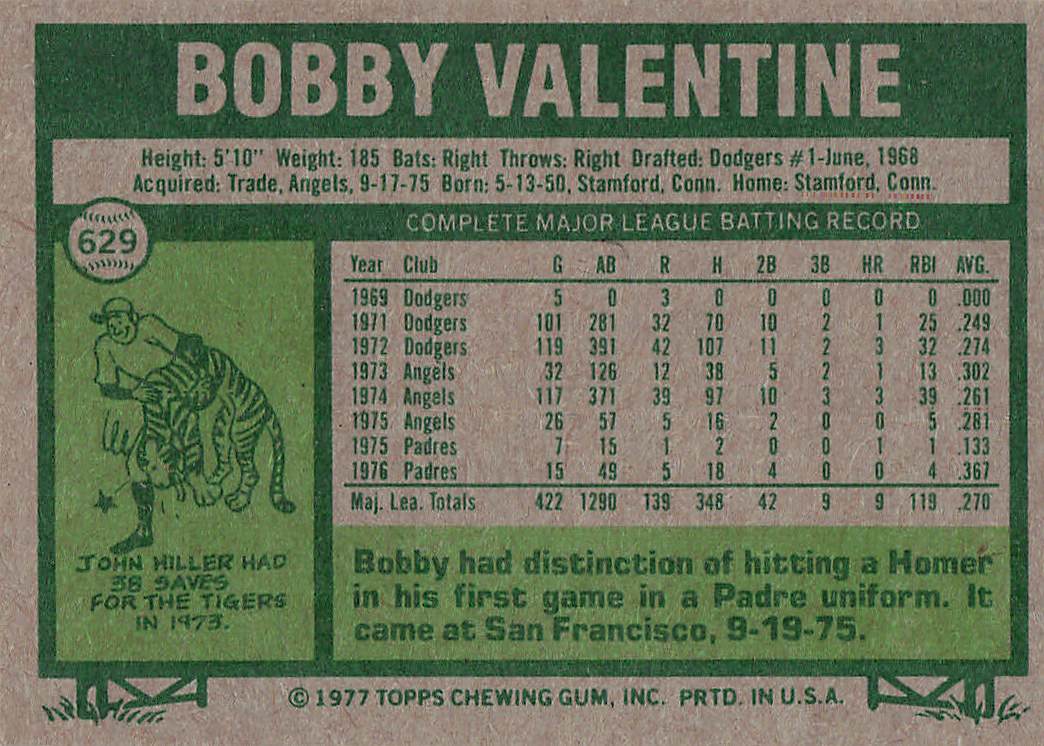 BOBBY VALENTINE
Height: 5'10" Weight: 185 Bats: Right Throws: Right Drafted: Dodgers #1-June, 1968
Acquired: Trade, Angels, 9-17-75 Born: 5-13-50, Stamford, Conn. Home: Stamford, Conn.
629
COMPLETE MAJOR LEAGUE BATTING RECORD
Year Club G AB R H 2B 3B HR RBI AVG.
1969 Dodgers 5 0 3 0 0 0 0 0 .000
1971 Dodgers 101 281 32 70 10 2 1 25 .249
1972 Dodgers 119 391 42 107 11 2 3 32 .274
1973 Angels 32 126 12 38 5 2 1 13 .302
1974 Angels 117 371 39 97 10 3 3 39 .261
1975 Angels 26 57 5 16 2 0 0 5 .281
1975 Padres 7 15 1 2 0 0 1 1 .133
1976 Padres 15 49 5 18 4 0 0 4 .367
Maj. Lea. Totals 422 1290 139 348 42 9 9 119 .270
JOHN HILLER HAD
38 SAVES
FOR THE TIGERS
IN 1973.
Bobby had distinction of hitting a Homer
in his first game in a Padre uniform. It
came at San Francisco, 9-19-75.
© 1977 TOPPS CHEWING GUM, INC. PRTD. IN U.S.A.